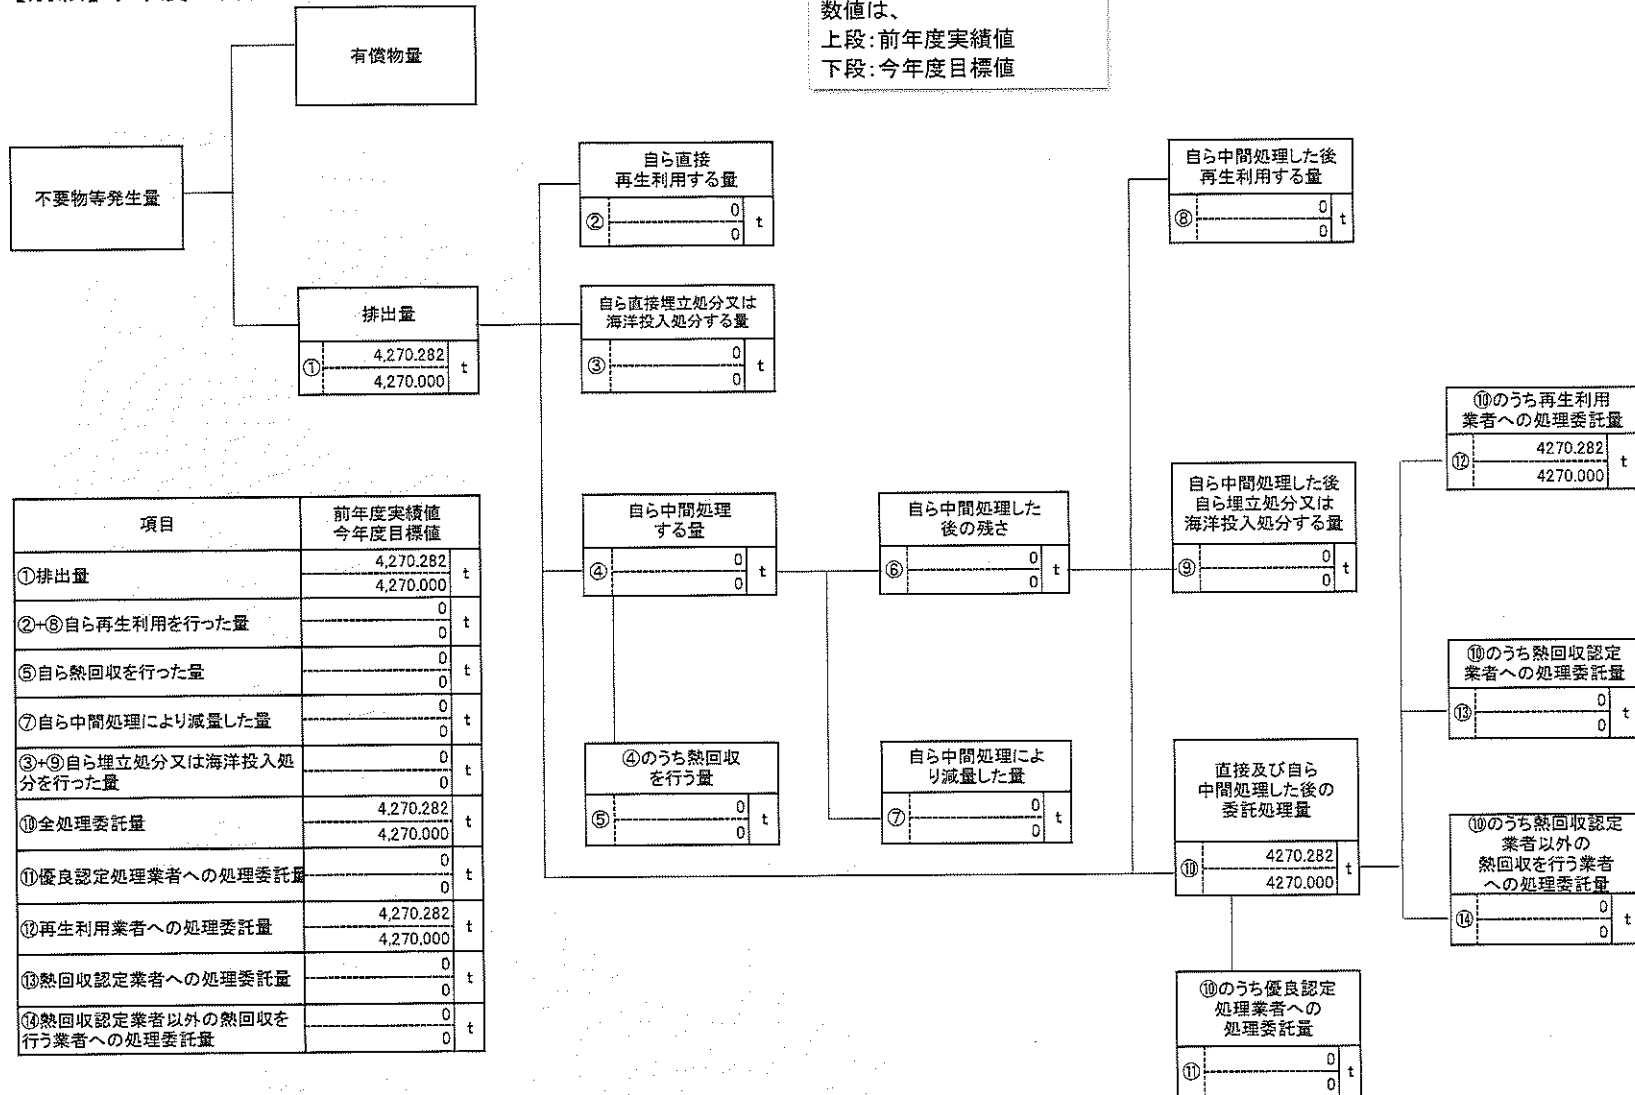 数値は、
上段:前年度実績値
下段:今年度目標値
有償物量
不要物等発生量
排出量
① 4,270.282 t
4,270.000
自ら直接
再生利用する量
② 0 t
0
自ら直接埋立処分又は
海洋投入処分する量
③ 0 t
0
自ら中間処理
する量
④ 0 t
0
④のうち熱回収
を行う量
⑤ 0 t
0
自ら中間処理した
後の残さ
⑥ 0 t
0
自ら中間処理によ
り減量した量
⑦ 0 t
0
自ら中間処理した後
再生利用する量
⑧ 0 t
0
自ら中間処理した後
自ら埋立処分又は
海洋投入処分する量
⑨ 0 t
0
直接及び自ら
中間処理した後の
委託処理量
⑩ 4270.282 t
4270.000
⑩のうち優良認定
処理業者への
処理委託量
⑪ 0 t
0
⑩のうち再生利用
業者への処理委託量
⑫ 4270.282 t
4270.000
⑩のうち熱回収認定
業者への処理委託量
⑬ 0 t
0
⑩のうち熱回収認定
業者以外の
熱回収を行う業者
への処理委託量
⑭ 0 t
0
項目 前年度実績値
今年度目標値
①排出量 4,270.282 t
4,270.000
②+⑧自ら再生利用を行った量 0 t
0
⑤自ら熱回収を行った量 0 t
0
⑦自ら中間処理により減量した量 0 t
0
③+⑨自ら埋立処分又は海洋投入処 0 t
分を行った量 0
⑩全処理委託量 4,270.282 t
4,270.000
⑪優良認定処理業者への処理委託量 0 t
0
⑫再生利用業者への処理委託量 4,270.282 t
4,270.000
⑬熱回収認定業者への処理委託量 0 t
0
⑭熱回収認定業者以外の熱回収を 0 t
行う業者への処理委託量 0